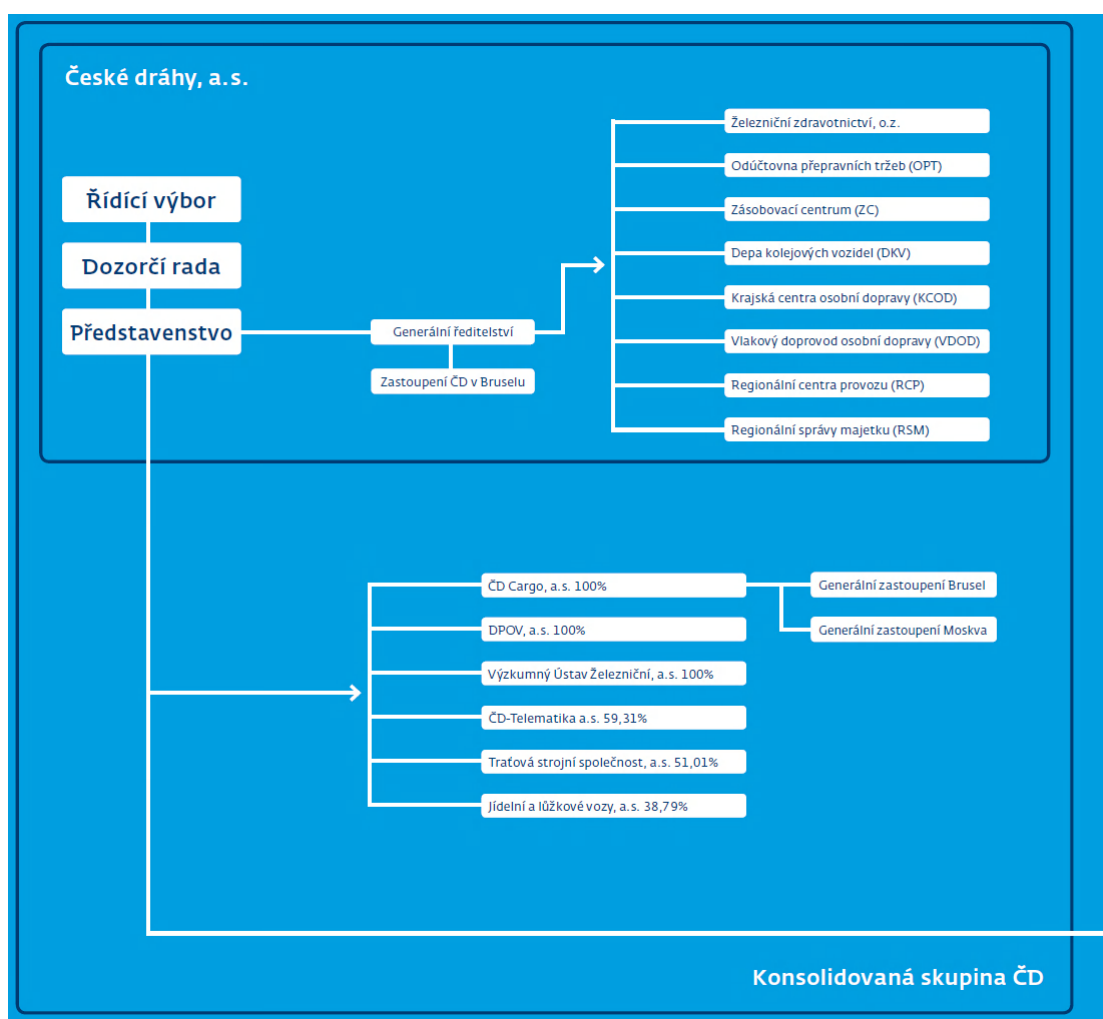 České dráhy, a.s.
Řídící výbor
Dozorčí rada
Představenstvo
Generální ředitelství
Zastoupení ČD v Bruselu
Železniční zdravotnictví, o.z.
Odúčtovna přepravních tržeb (OPT)
Zásobovací centrum (ZC)
Depa kolejových vozidel (DKV)
Krajská centra osobní dopravy (KCOD)
Vlakový doprovod osobní dopravy (VDOD)
Regionální centra provozu (RCP)
Regionální správy majetku (RSM)
ČD Cargo, a.s. 100%
Generální zastoupení Brusel
Generální zastoupení Moskva
DPOV, a.s. 100%
Výzkumný Ústav Železniční, a.s. 100%
ČD-Telematika a.s. 59,31%
Traťová strojní společnost, a.s. 51,01%
Jídelní a lůžkové vozy, a.s. 38,79%
Konsolidovaná skupina ČD